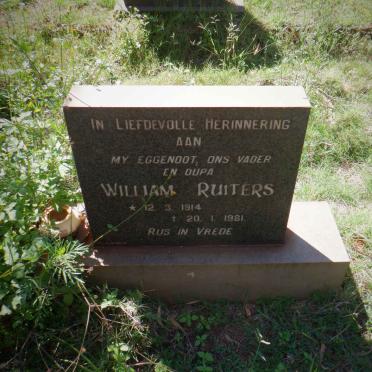 In Liefdevolle Herinnering
aan
my eggenoot, ons vader
en oupa
William Ruiters
* 12. 3. 1914
† 20. 1. 1981
Rus in Vrede